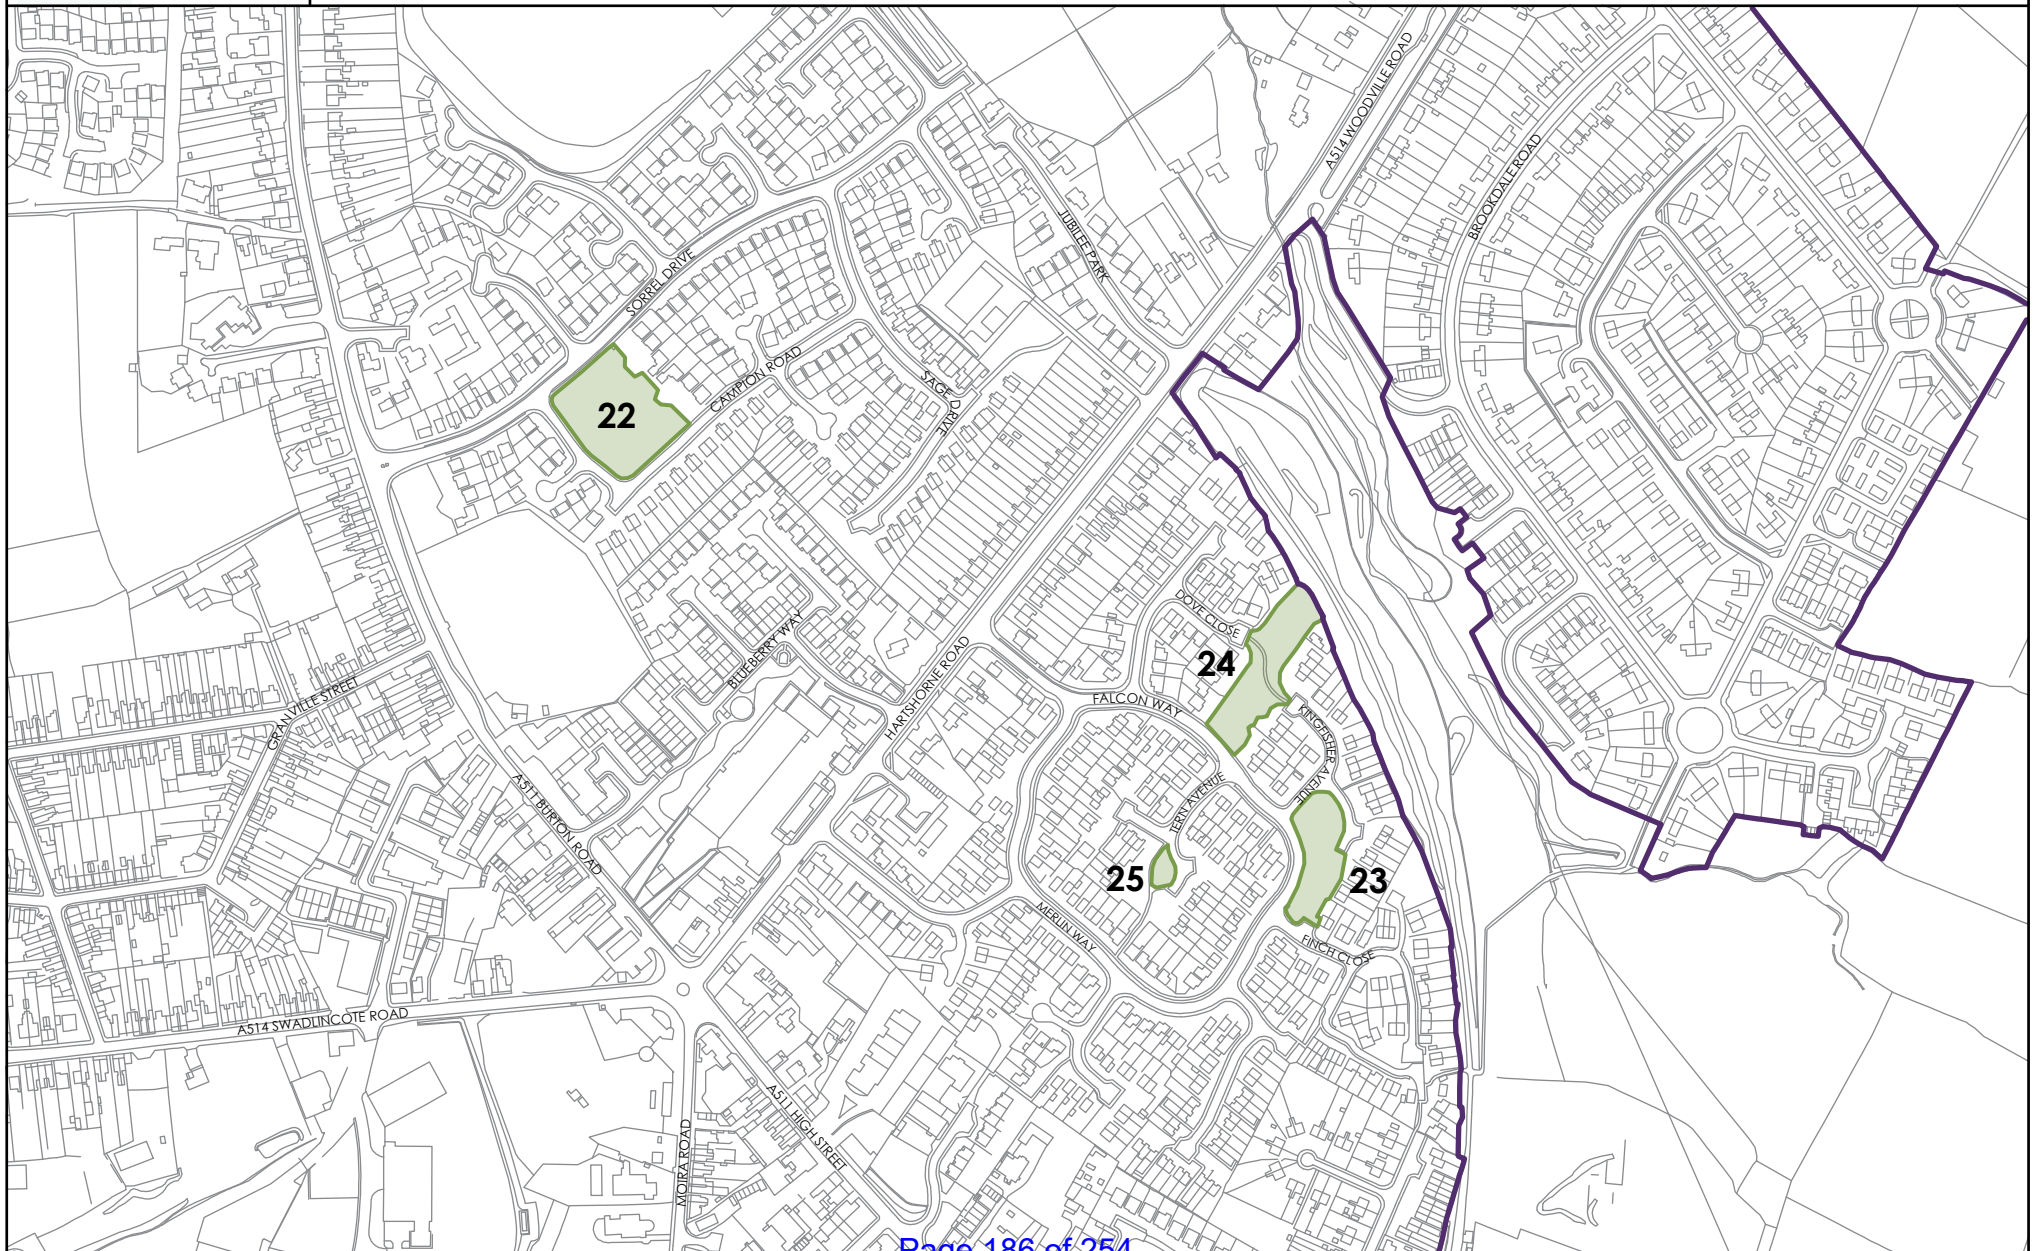 A514 WOODVILLE ROAD
BROOKDALE ROAD
JUBILEE PARK
SORREL DRIVE
CAMPION ROAD
SAGE DRIVE
22
DOVE CLOSE
24
BLUEBERRY WAY
HARTSHORNE ROAD
FALCON WAY
GRANVILLE STREET
KINGFISHER AVENUE
A511 BURTON ROAD
TERN AVENUE
25
23
MERLIN WAY
FINCH CLOSE
A514 SWADLINCOTE ROAD
A511 HIGH STREET
MOIRA ROAD
Page 186 of 254